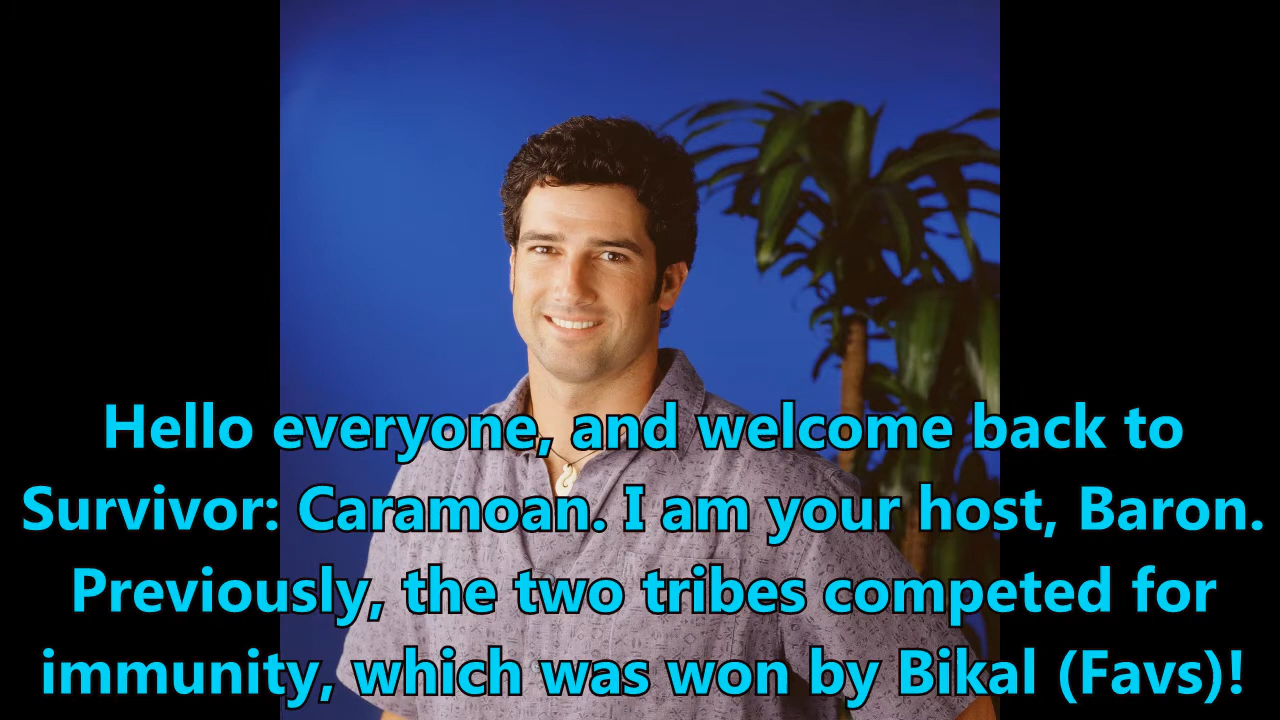 Hello everyone, and welcome back to
Survivor: Caramoan. I am your host, Baron.
Previously, the two tribes competed for
immunity, which was won by Bikal (Favs)!